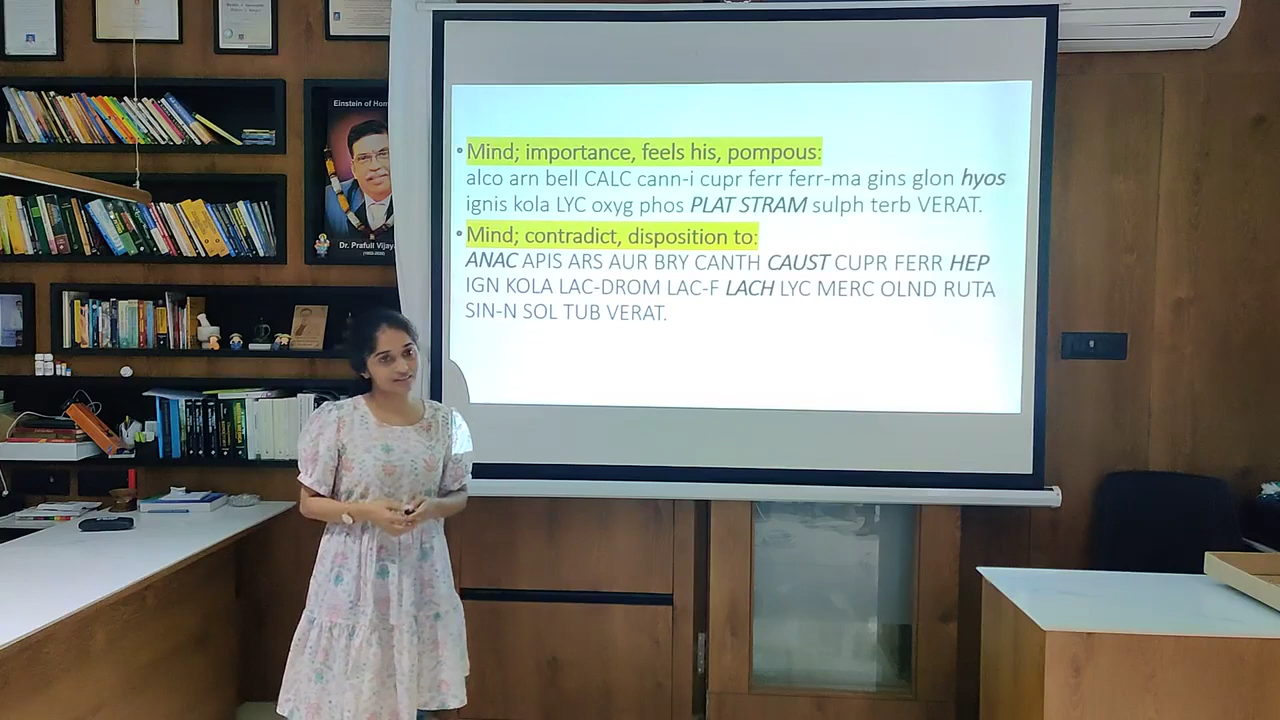 Einstein of Hom
Dr. Prafull Vijay
• Mind; importance, feels his, pompous:
alco arn bell CALC cann-i cupr ferr ferr-ma gins glon hyos
ignis kola LYC oxyg phos PLAT STRAM sulph terb VERAT.
• Mind; contradict, disposition to:
ANAC APIS ARS AUR BRY CANTH CAUST CUPR FERR HEP
IGN KOLA LAC-DROM LAC-F LACH LYC MERC OLND RUTA
SIN-N SOL TUB VERAT.